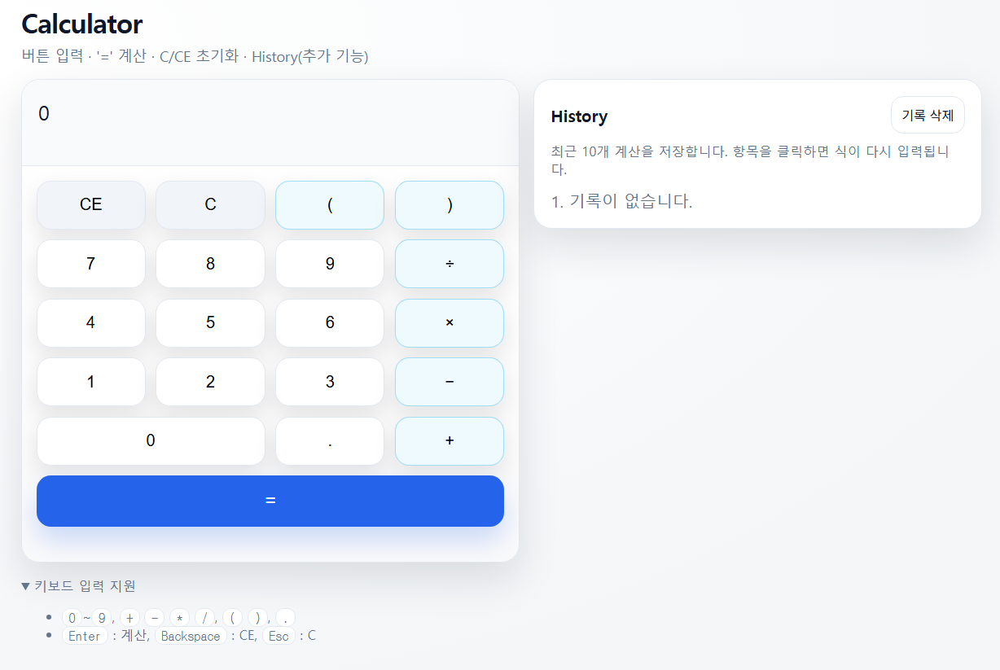 Calculator
버튼 입력 · '=' 계산 · C/CE 초기화 · History(추가 기능)
0
CE C ( )
7 8 9 ÷
4 5 6 ×
1 2 3 −
0 . +
=
History
기록 삭제
최근 10개 계산을 저장합니다. 항목을 클릭하면 식이 다시 입력됩니
다.
1. 기록이 없습니다.
▼ 키보드 입력 지원
• 0 ~ 9 , + − * / , ( ) , .
• Enter : 계산, Backspace : CE, Esc : C